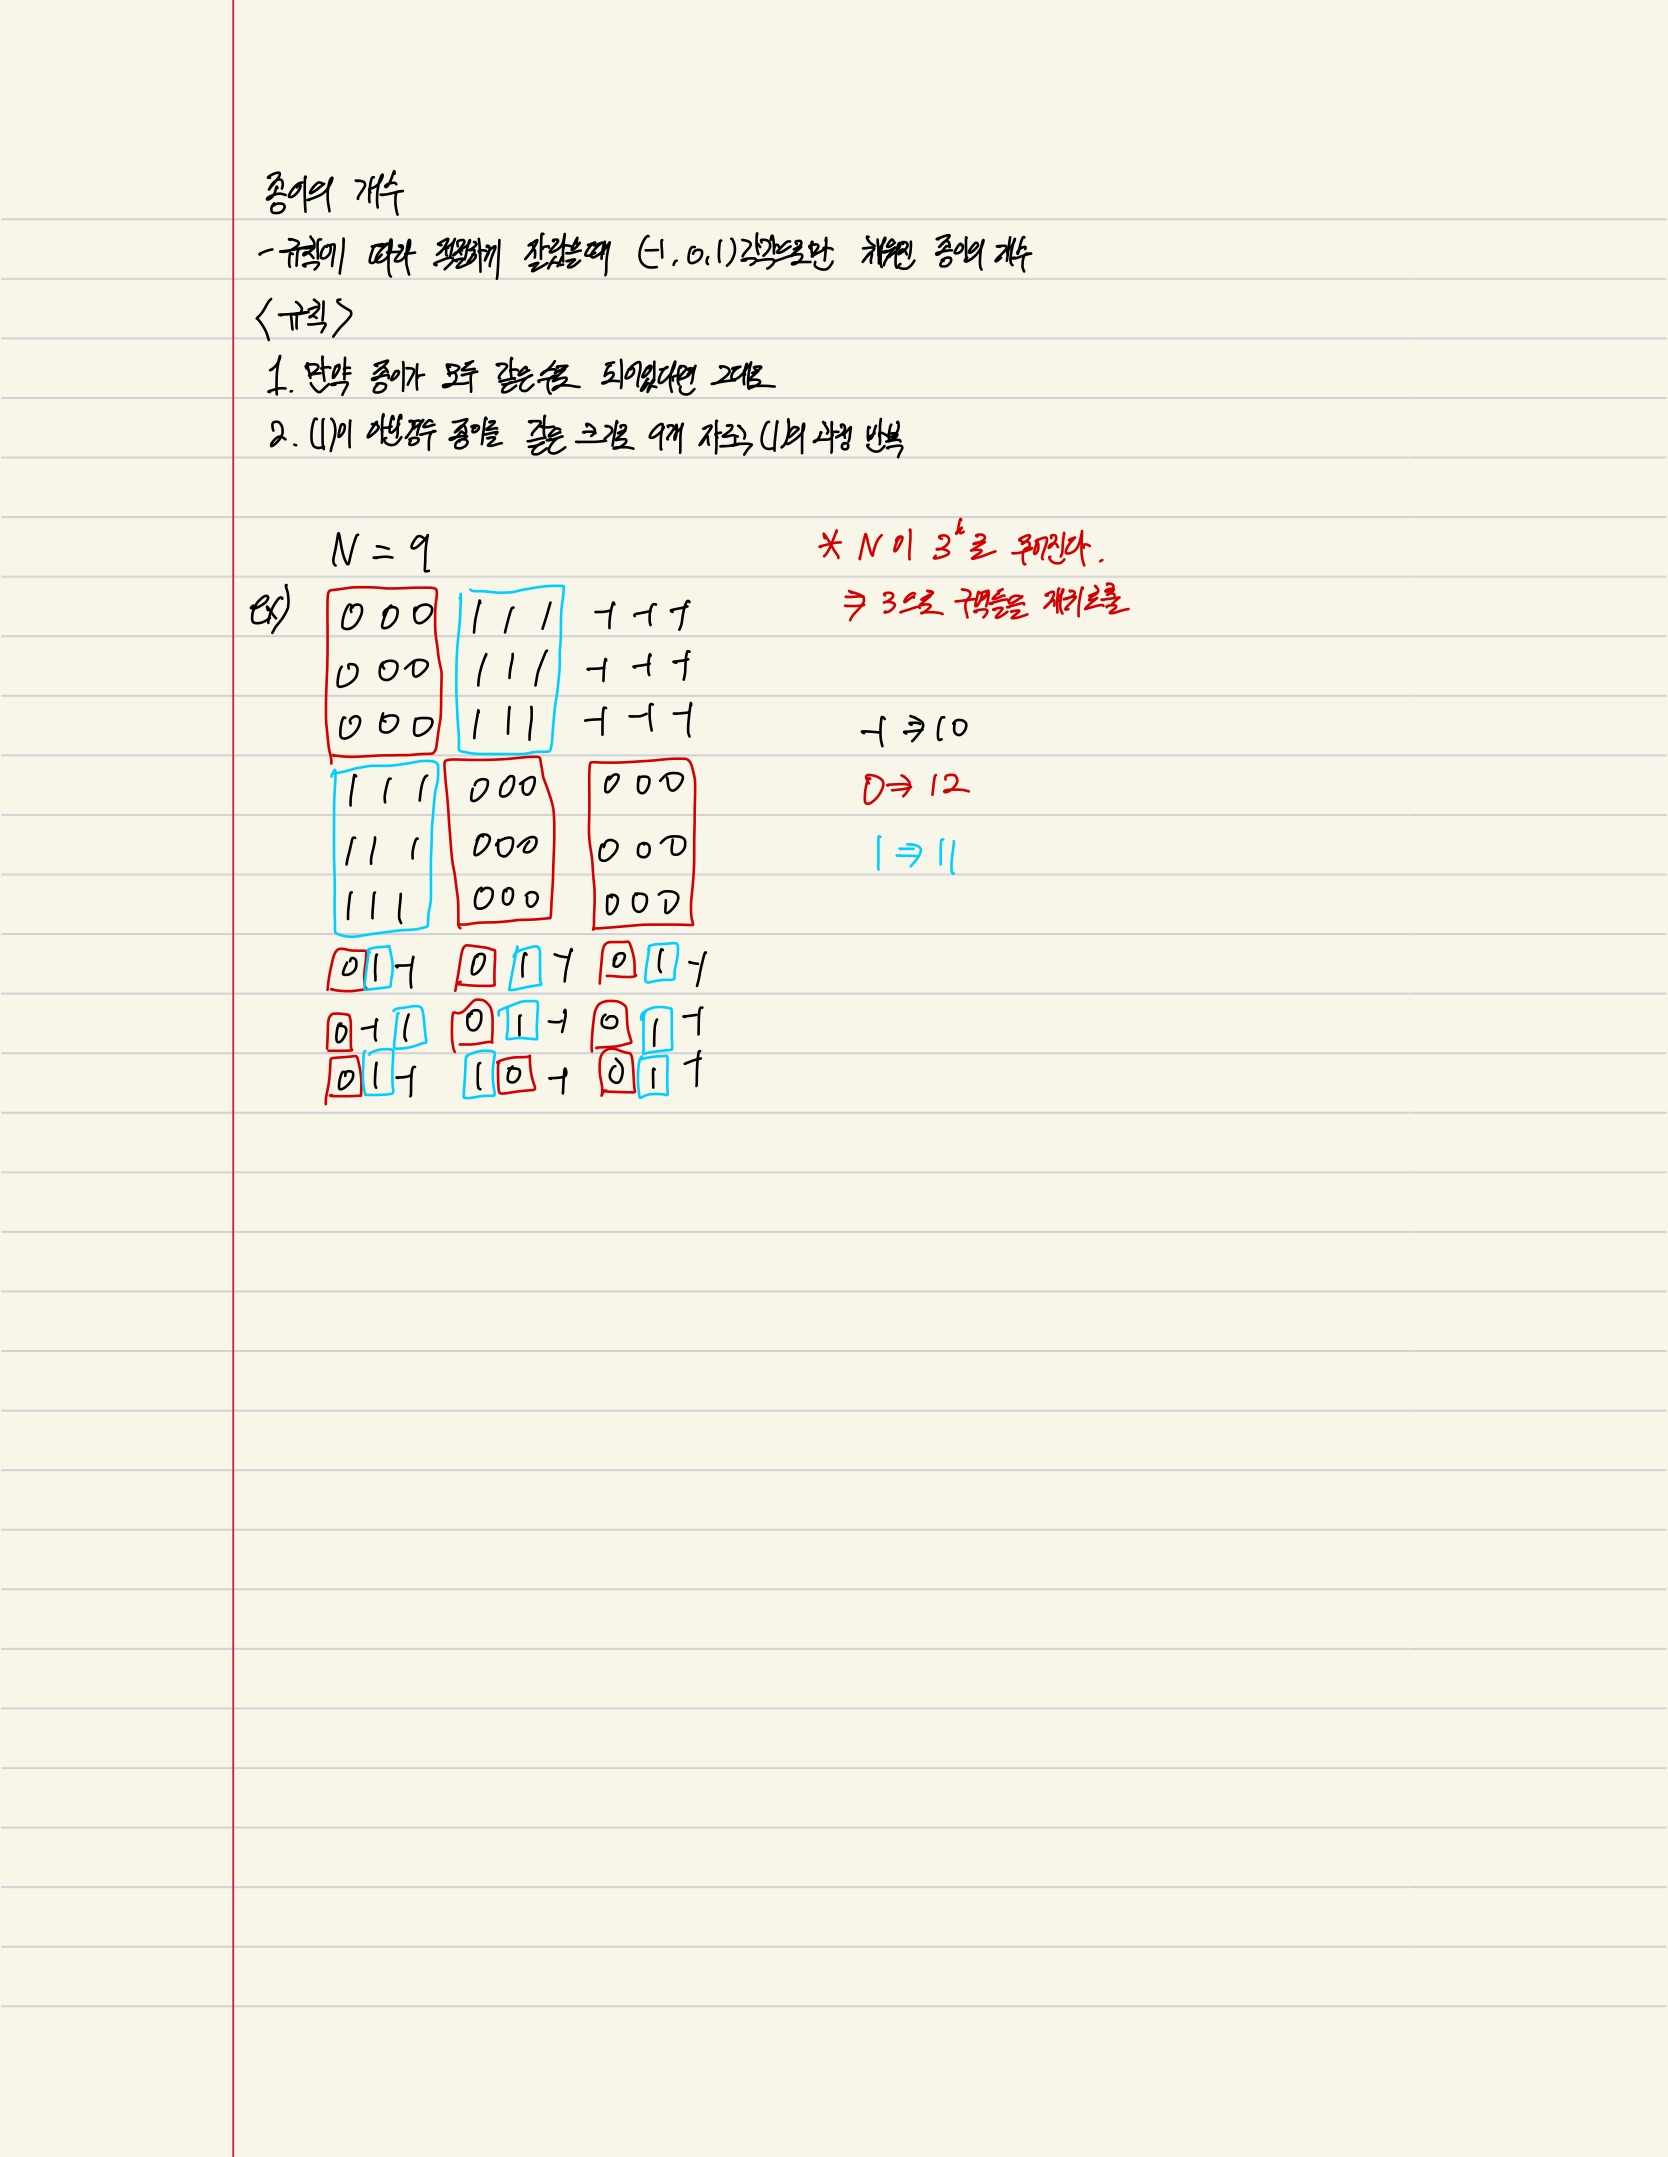 종이의 개수
- 규칙에 따라 적절하게 잘랐을때 (-1, 0, 1) 각각으로만 채워진 종이의 개수
<규칙>
1. 만약 종이가 모두 같은수로 되어있다면 그대로
2. (1)이 아닌경우 종이를 같은 크기로 9개 자르고, (1)의 과정 반복
N = 9
* N이 3^k로 주어진다.
⇒ 3으로 구역들을 재귀호출
ex) 0 0 0 1 1 1 -1 -1 -1
0 0 0 1 1 1 -1 -1 -1
0 0 0 1 1 1 -1 -1 -1
-1 ⇒ 10
1 1 1 0 0 0 0 0 0
0 ⇒ 12
1 1 1 0 0 0 0 0 0
1 ⇒ 11
1 1 1 0 0 0 0 0 0
0 1 -1 0 1 -1 0 1 -1
0 -1 1 0 1 -1 0 1 -1
0 1 -1 1 0 -1 0 1 -1